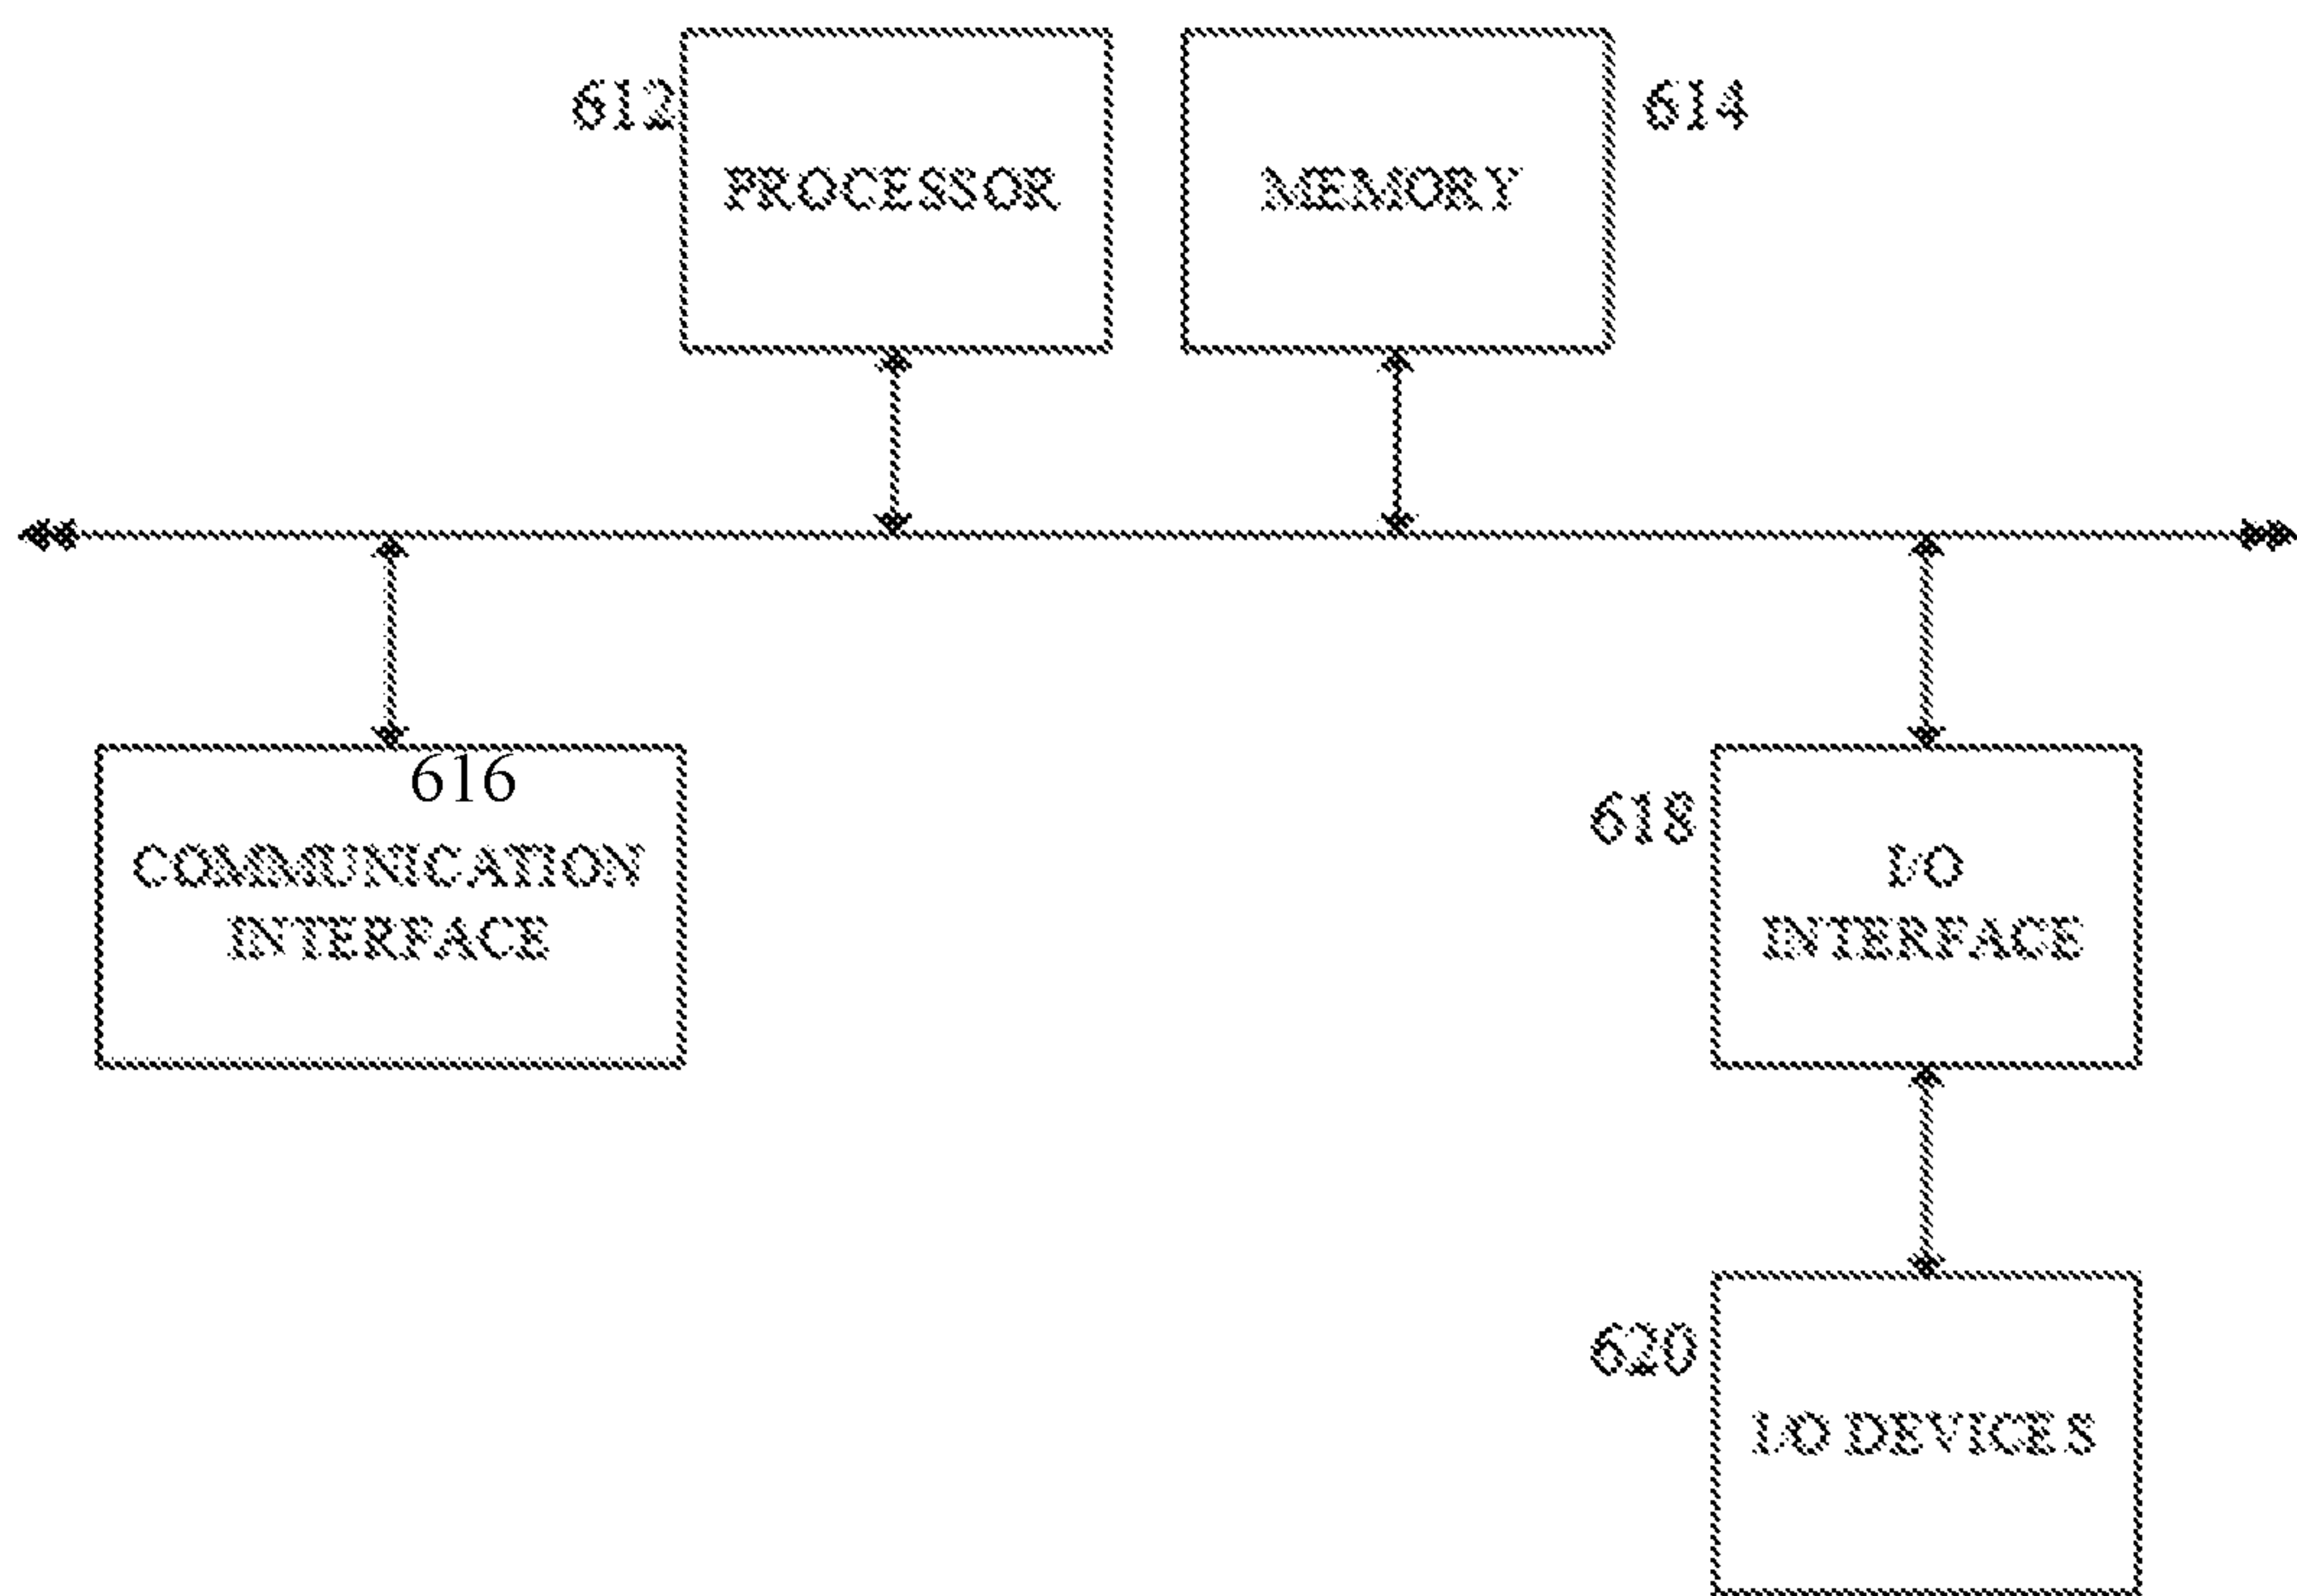 612
PROCESSOR
MEMORY
614
616
COMMUNICATION
INTERFACE
618
I/O
INTERFACE
620
I/O DEVICES